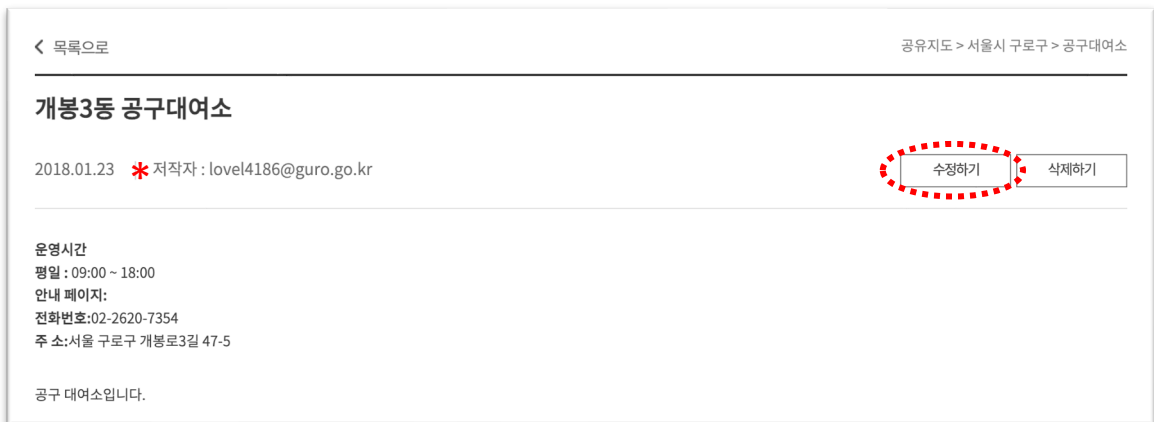 목록으로
공유지도 > 서울시 구로구 > 공구대여소
개봉3동 공구대여소
2018.01.23 * 저작자 : lovel4186@guro.go.kr
수정하기 삭제하기
운영시간
평일 : 09:00 ~ 18:00
안내 페이지:
전화번호:02-2620-7354
주 소:서울 구로구 개봉로3길 47-5
공구 대여소입니다.